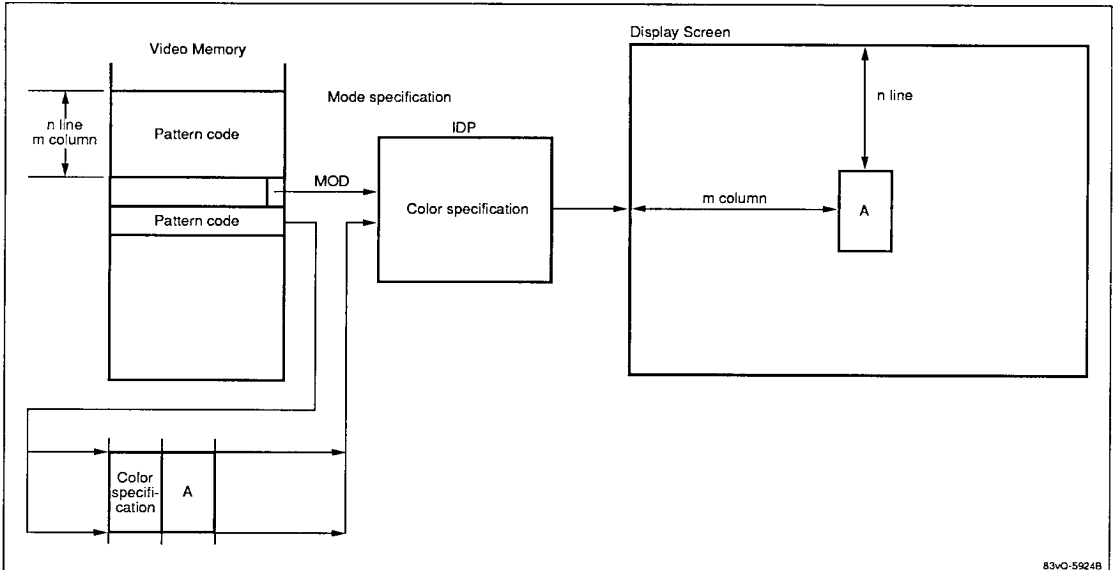 Video Memory
Display Screen
n line
m column
Pattern code
Mode specification
IDP
MOD
Color specification
Pattern code
n line
m column
A
Color
specifi-
cation
A
83vQ-5924B